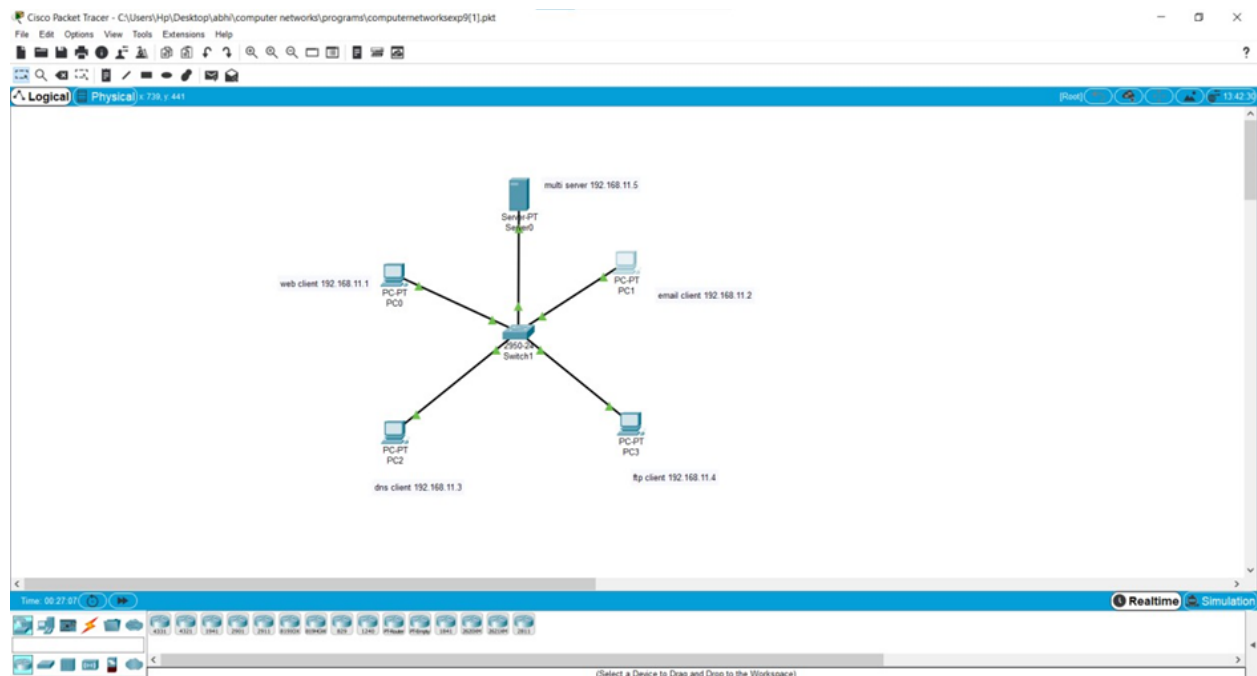 Cisco Packet Tracer - C:\Users\Hp\Desktop\abhi\computer networks\programs\computernetworksexp9[1].pkt
File Edit Options View Tools Extensions Help
?
Logical Physical x: 739, y: 441 [Root] 13:42:30
multi server 192.168.11.5
Server-PT
Server0
web client 192.168.11.1
PC-PT
PC0
PC-PT
PC1
email client 192.168.11.2
2950-24
Switch1
PC-PT
PC2
PC-PT
PC3
dns client 192.168.11.3
ftp client 192.168.11.4
Time: 00:27:07 Realtime Simulation
4331 4321 1941 2901 2911 819IOX 819HGW 829 1240 PT-Router PT-Empty 1841 2620XM 2621XM 2811
(Select a Device to Drag and Drop to the Workspace)